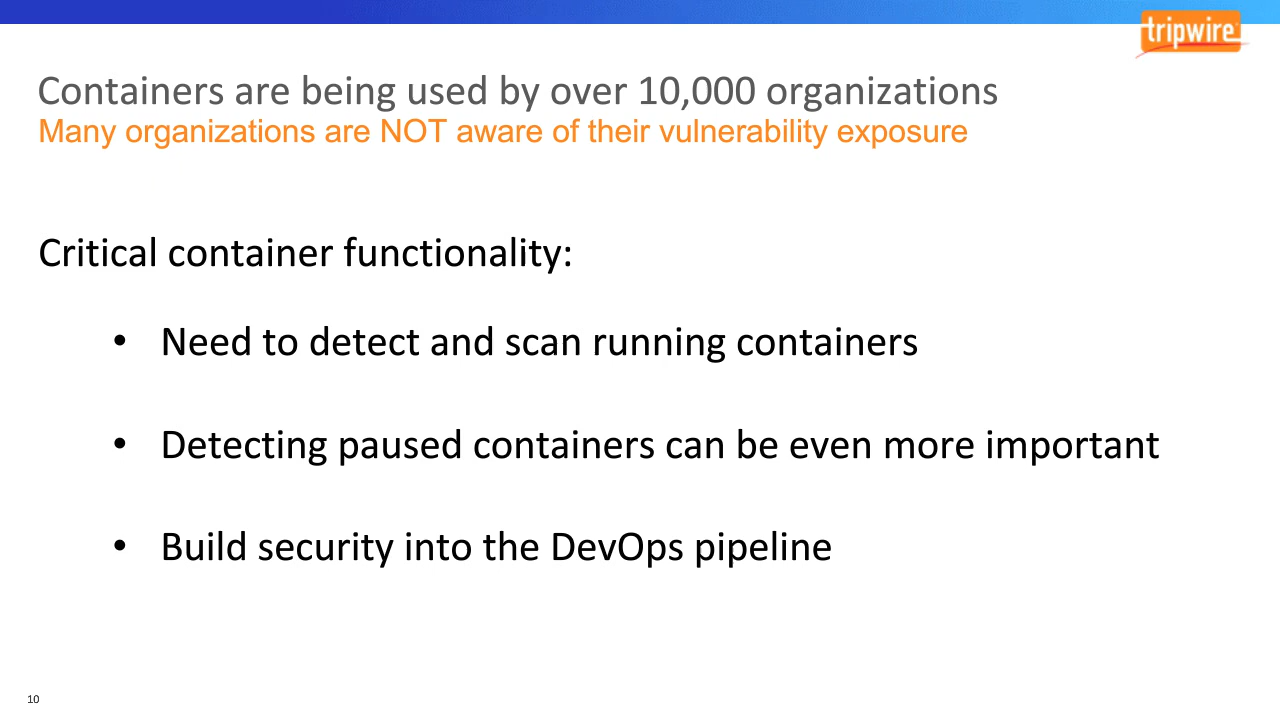 tripwire
Containers are being used by over 10,000 organizations
Many organizations are NOT aware of their vulnerability exposure
Critical container functionality:
• Need to detect and scan running containers
• Detecting paused containers can be even more important
• Build security into the DevOps pipeline
10